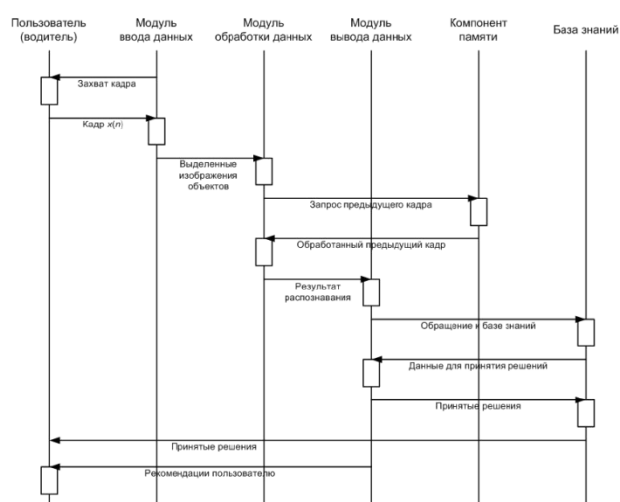 Пользователь
(водитель)
Модуль
ввода данных
Модуль
обработки данных
Модуль
вывода данных
Компонент
памяти
База знаний
Захват кадра
Кадр x(n)
Выделенные
изображения
объектов
Запрос предыдущего кадра
Обработанный предыдущий кадр
Результат
распознавания
Обращение к базе знаний
Данные для принятия решений
Принятые решения
Принятые решения
Рекомендации пользователю